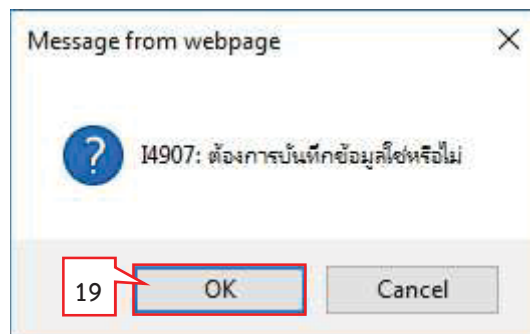 Message from webpage
I4907: ต้องการบันทึกข้อมูลใช่หรือไม่
19
OK
Cancel